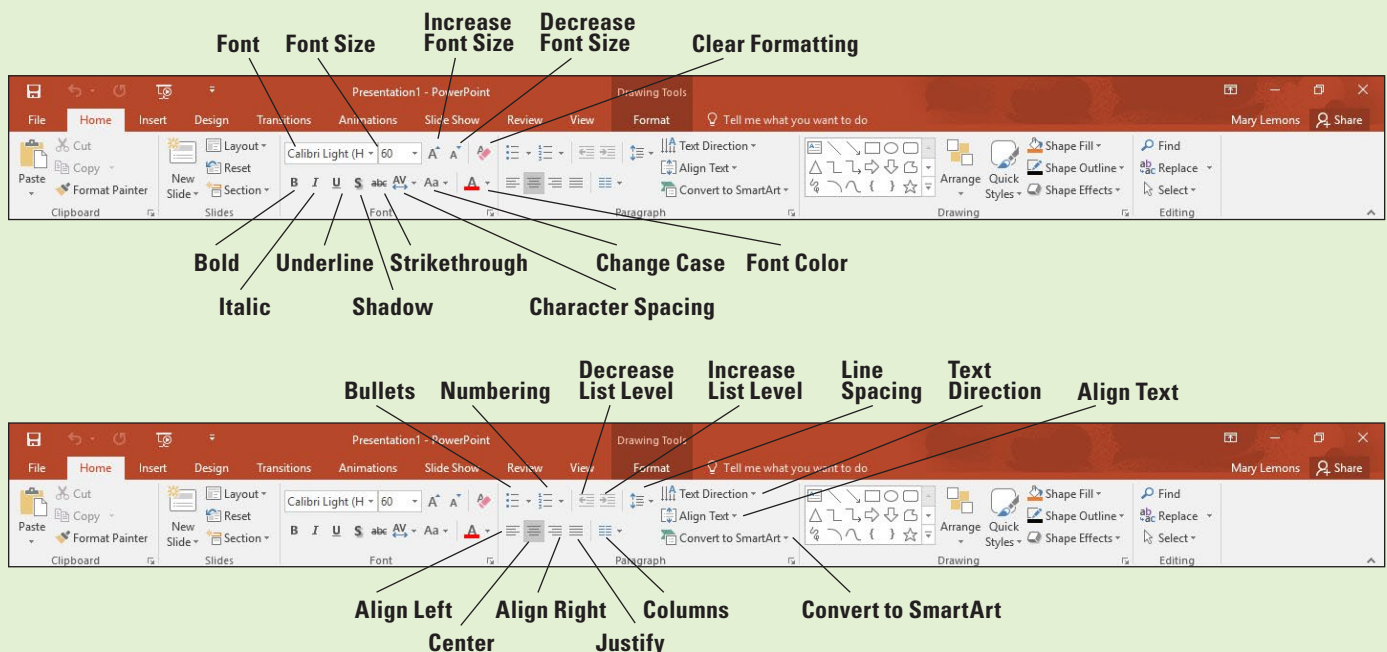 Increase Decrease
Font Font Size Font Size Font Size Clear Formatting
Presentation1 - PowerPoint Drawing Tools
File Home Insert Design Transitions Animations Slide Show Review View Format Tell me what you want to do Mary Lemons Share
Cut Layout Calibri Light (H 60 A A Text Direction Shape Fill Find
Copy Reset Align Text Shape Outline Replace
Paste Format Painter New Slide Section B I U S abc AV Aa A Convert to SmartArt Arrange Quick Styles Shape Effects Select
Clipboard Slides Font Paragraph Drawing Editing
Bold Underline Strikethrough Change Case Font Color
Italic Shadow Character Spacing
Decrease Increase Line Text
Bullets Numbering List Level List Level Spacing Direction Align Text
Presentation1 - PowerPoint Drawing Tools
File Home Insert Design Transitions Animations Slide Show Review View Format Tell me what you want to do Mary Lemons Share
Cut Layout Calibri Light (H 60 A A Text Direction Shape Fill Find
Copy Reset Align Text Shape Outline Replace
Paste Format Painter New Slide Section B I U S abc AV Aa A Convert to SmartArt Arrange Quick Styles Shape Effects Select
Clipboard Slides Font Paragraph Drawing Editing
Align Left Align Right Columns Convert to SmartArt
Center Justify